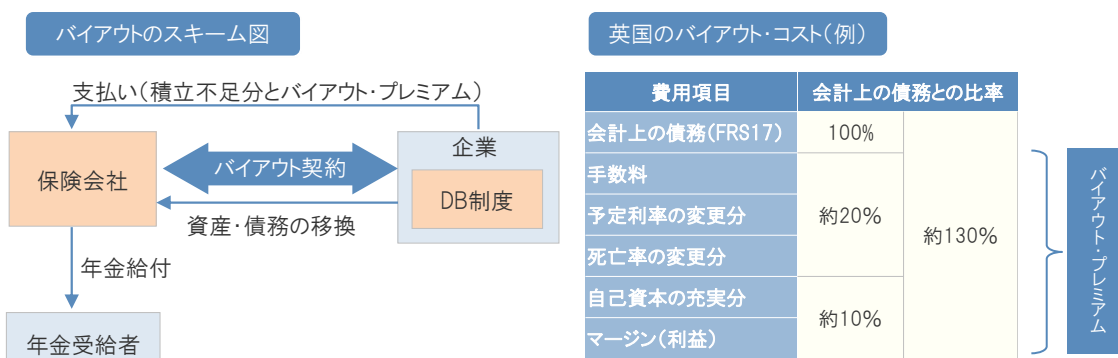 バイアウトのスキーム図
支払い(積立不足分とバイアウト・プレミアム)
保険会社
バイアウト契約
企業
DB制度
資産・債務の移換
年金給付
年金受給者
英国のバイアウト・コスト(例)
費用項目 会計上の債務との比率
会計上の債務(FRS17) 100%
手数料
予定利率の変更分 約20%
死亡率の変更分
約130%
自己資本の充実分
約10%
マージン(利益)
バイアウト・プレミアム